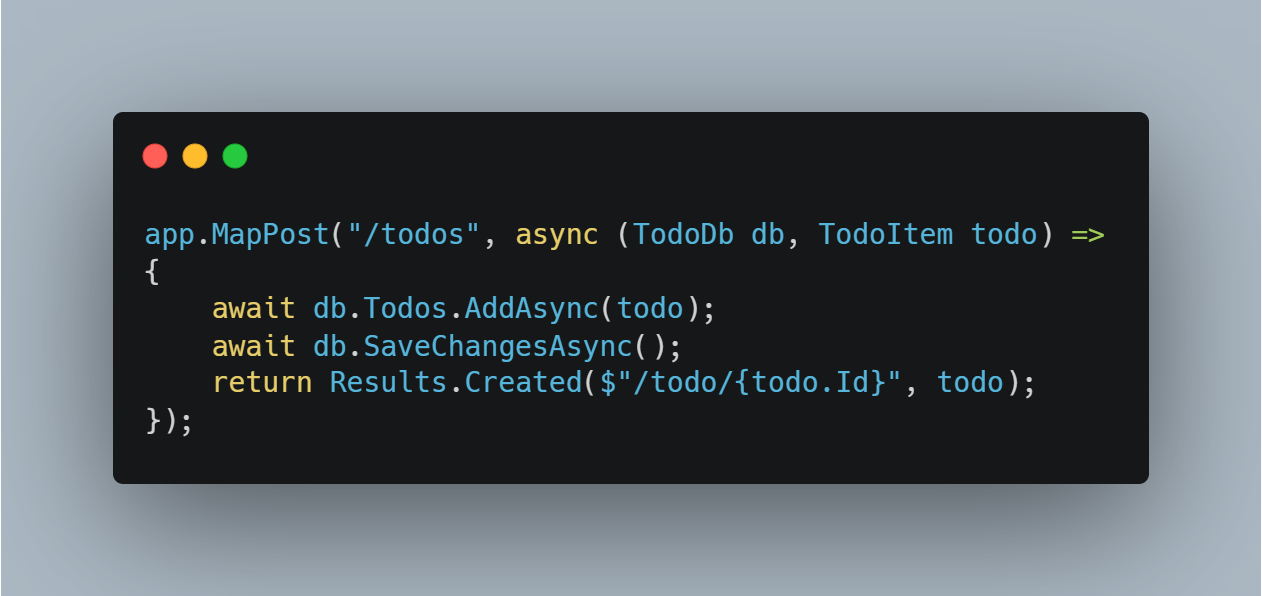 app.MapPost("/todos", async (TodoDb db, TodoItem todo) =>
{
    await db.Todos.AddAsync(todo);
    await db.SaveChangesAsync();
    return Results.Created($"/todo/{todo.Id}", todo);
});